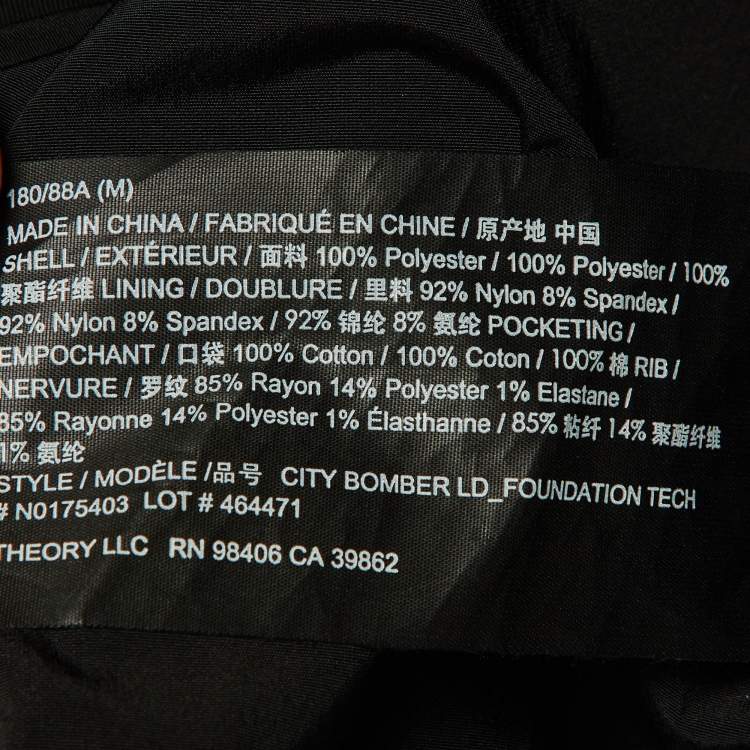 180/88A (M)
MADE IN CHINA / FABRIQUÉ EN CHINE / 原产地 中国
SHELL / EXTÉRIEUR / 面料 100% Polyester / 100% Polyester / 100%
聚酯纤维 LINING / DOUBLURE / 里料 92% Nylon 8% Spandex /
92% Nylon 8% Spandex / 92% 锦纶 8% 氨纶 POCKETING /
EMPOCHANT / 口袋 100% Cotton / 100% Coton / 100% 棉 RIB /
NERVURE / 罗纹 85% Rayon 14% Polyester 1% Elastane /
85% Rayonne 14% Polyester 1% Élasthanne / 85% 粘纤 14% 聚酯纤维
1% 氨纶
STYLE / MODÈLE /品号 CITY BOMBER LD_FOUNDATION TECH
# N0175403 LOT # 464471
THEORY LLC RN 98406 CA 39862